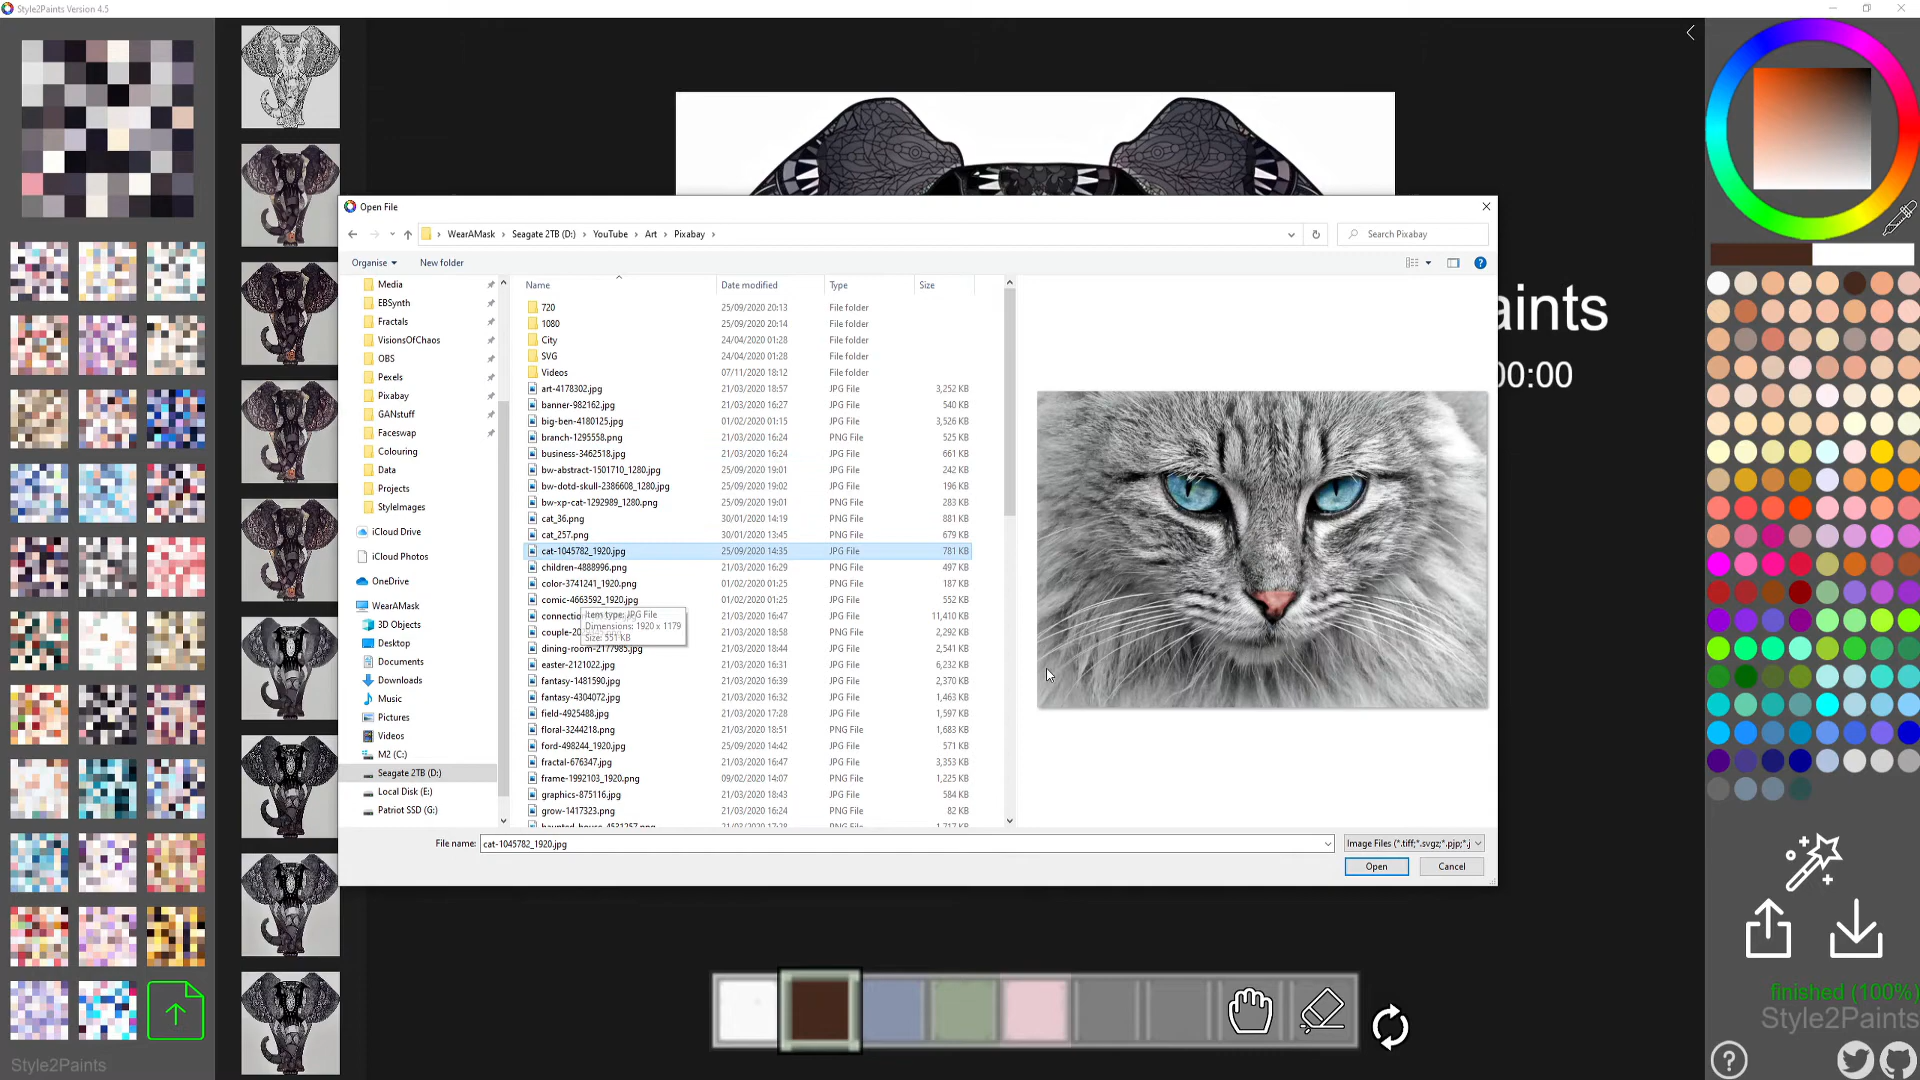 Style2Paints Version 4.5
aints
00:00
Open File
WearAMask > Seagate 2TB (D:) > YouTube > Art > Pixabay >
Search Pixabay
Organise
New folder
Media
EBSynth
Fractals
VisionsOfChaos
OBS
Pexels
Pixabay
GANstuff
Faceswap
Colouring
Data
Projects
StyleImages
iCloud Drive
iCloud Photos
OneDrive
WearAMask
3D Objects
Desktop
Documents
Downloads
Music
Pictures
Videos
M2 (C:)
Seagate 2TB (D:)
Local Disk (E:)
Patriot SSD (G:)
Name Date modified Type Size
720 25/09/2020 20:13 File folder
1080 25/09/2020 20:14 File folder
City 24/04/2020 01:28 File folder
SVG 24/04/2020 01:28 File folder
Videos 07/11/2020 18:12 File folder
art-4178302.jpg 21/03/2020 18:57 JPG File 3,252 KB
banner-982162.jpg 21/03/2020 16:27 JPG File 540 KB
big-ben-4180125.jpg 01/02/2020 01:15 JPG File 3,526 KB
branch-1295558.png 21/03/2020 16:24 PNG File 525 KB
business-3462518.jpg 21/03/2020 16:24 JPG File 661 KB
bw-abstract-1501710_1280.jpg 25/09/2020 19:01 JPG File 242 KB
bw-dotd-skull-2386608_1280.jpg 25/09/2020 19:02 JPG File 196 KB
bw-xp-cat-1292989_1280.png 25/09/2020 19:01 PNG File 283 KB
cat_36.png 30/01/2020 14:19 PNG File 881 KB
cat_257.png 30/01/2020 13:45 PNG File 679 KB
cat-1045782_1920.jpg 25/09/2020 14:35 JPG File 781 KB
children-4888996.png 21/03/2020 16:29 PNG File 497 KB
color-3741241_1920.png 01/02/2020 01:25 PNG File 187 KB
comic-4663592_1920.jpg 01/02/2020 01:25 JPG File 552 KB
connectio 21/03/2020 16:47 JPG File 11,410 KB
couple-20 21/03/2020 18:58 JPG File 2,292 KB
dining-room-2177985.jpg 21/03/2020 18:44 JPG File 2,541 KB
easter-2121022.jpg 21/03/2020 16:31 JPG File 6,232 KB
fantasy-1481590.jpg 21/03/2020 16:39 JPG File 2,370 KB
fantasy-4304072.jpg 21/03/2020 16:32 JPG File 1,463 KB
field-4925488.jpg 21/03/2020 17:28 JPG File 1,597 KB
floral-3244218.png 21/03/2020 18:51 PNG File 1,683 KB
ford-498244_1920.jpg 25/09/2020 14:42 JPG File 571 KB
fractal-676347.jpg 21/03/2020 16:47 JPG File 3,353 KB
frame-1992103_1920.png 09/02/2020 14:07 PNG File 1,225 KB
graphics-875116.jpg 21/03/2020 18:43 JPG File 584 KB
grow-1417323.png 21/03/2020 16:24 PNG File 82 KB
Item type: JPG File
Dimensions: 1920 x 1179
Size: 551 KB
File name: cat-1045782_1920.jpg
Image Files (*.tiff;*.svgz;*.pjp;*.j
Open
Cancel
finished (100%)
Style2Paints
Style2Paints